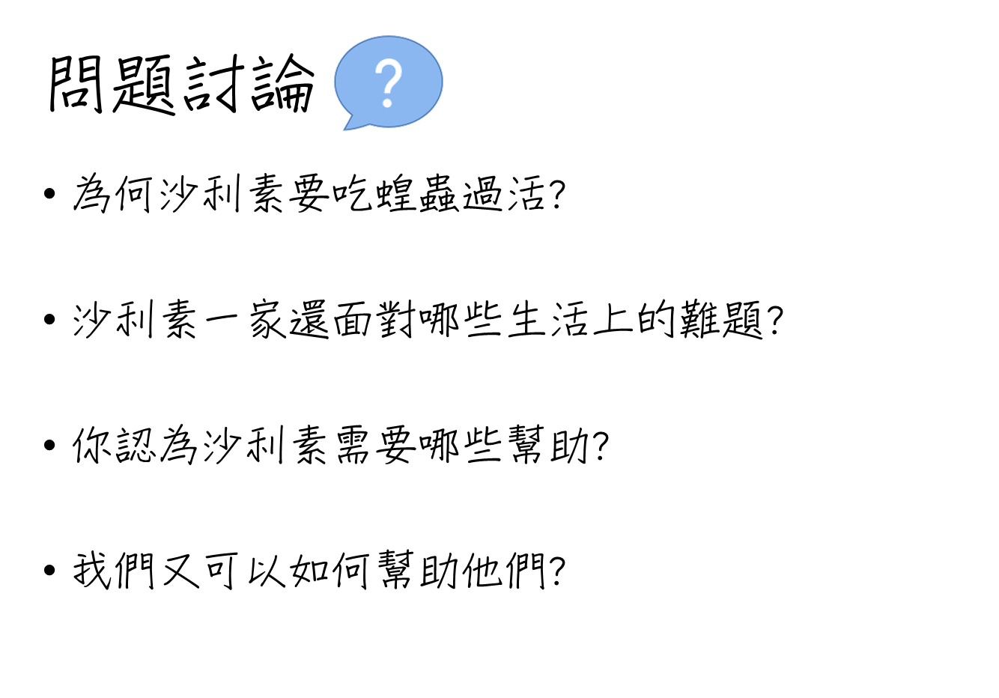 問題討論 ?
• 為何沙利素要吃蝗蟲過活?
• 沙利素一家還面對哪些生活上的難題?
• 你認為沙利素需要哪些幫助?
• 我們又可以如何幫助他們?